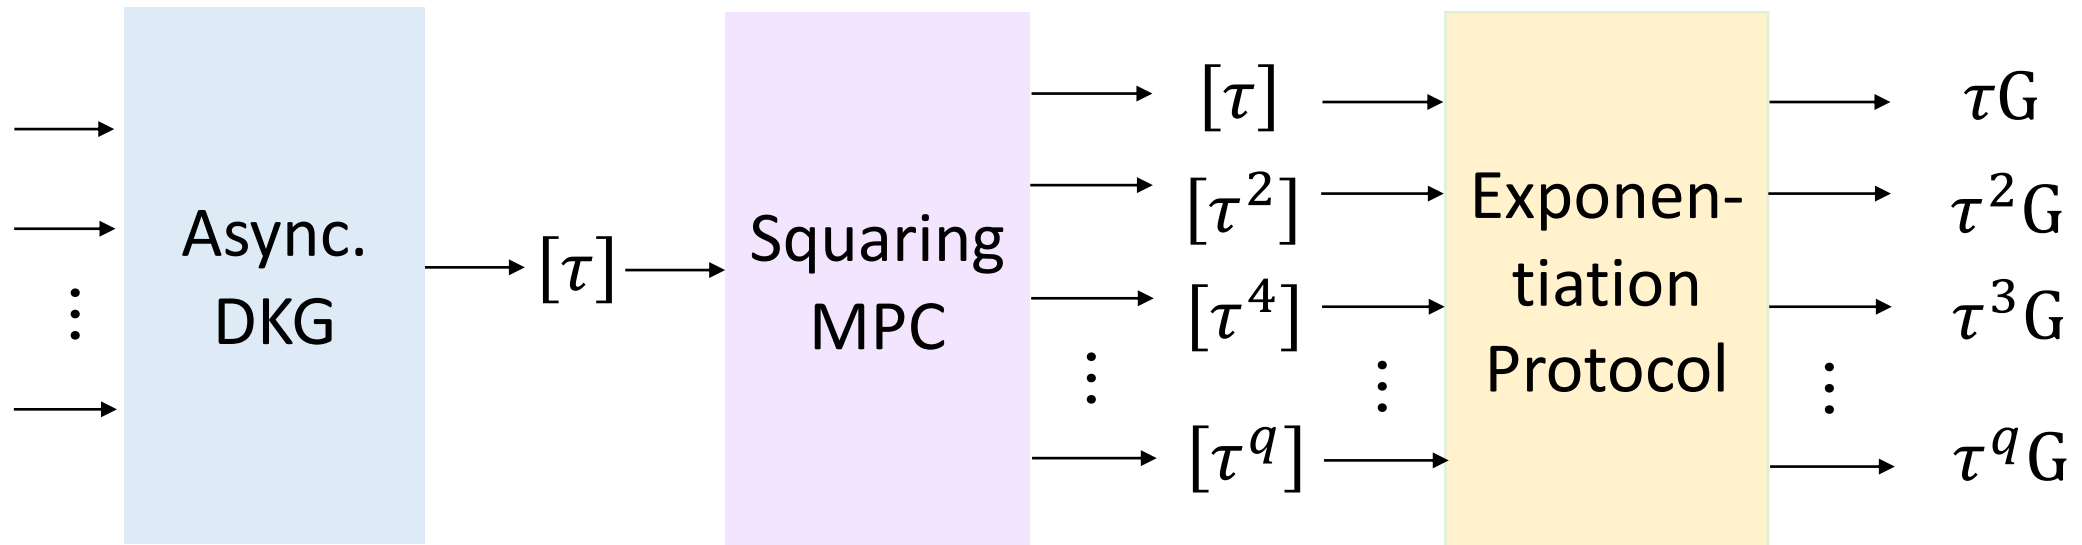 Async.
DKG
[τ]
Squaring
MPC
[τ]
[τ²]
[τ⁴]
[τ^q]
Exponen-
tiation
Protocol
τG
τ²G
τ³G
τ^qG